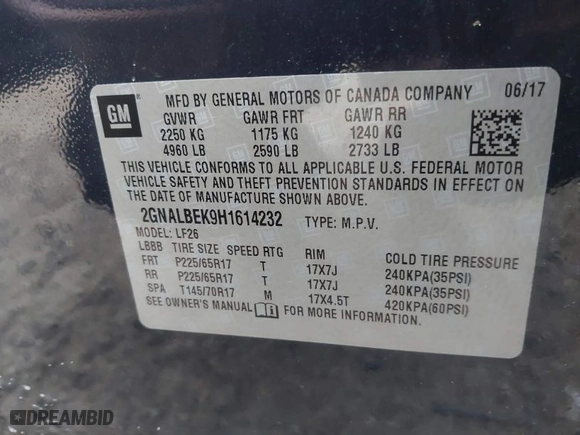 GM
MFD BY GENERAL MOTORS OF CANADA COMPANY 06/17
GVWR GAWR FRT GAWR RR
2250 KG 1175 KG 1240 KG
4960 LB 2590 LB 2733 LB
THIS VEHICLE CONFORMS TO ALL APPLICABLE U.S. FEDERAL MOTOR
VEHICLE SAFETY AND THEFT PREVENTION STANDARDS IN EFFECT ON
THE DATE OF MANUFACTURE SHOWN ABOVE.
2GNALBEK9H1614232 TYPE: M.P.V.
MODEL: LF26
LBBB TIRE SIZE SPEED RTG RIM COLD TIRE PRESSURE
FRT P225/65R17 T 17X7J 240KPA(35PSI)
RR P225/65R17 T 17X7J 240KPA(35PSI)
SPA T145/70R17 M 17X4.5T 420KPA(60PSI)
SEE OWNER'S MANUAL FOR MORE INFORMATION.
DREAMBID